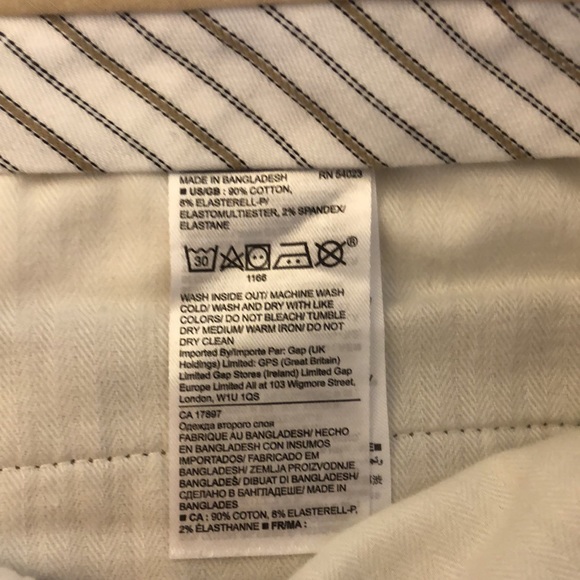 MADE IN BANGLADESH RN 54023
■ US/GB : 90% COTTON,
8% ELASTERELL-P/
ELASTOMULTIESTER, 2% SPANDEX/
ELASTANE
30
®
1166
WASH INSIDE OUT/ MACHINE WASH
COLD/ WASH AND DRY WITH LIKE
COLORS/ DO NOT BLEACH/ TUMBLE
DRY MEDIUM/ WARM IRON/ DO NOT
DRY CLEAN
Imported By/Importe Par: Gap (UK
Holdings) Limited: GPS (Great Britain)
Limited Gap Stores (Ireland) Limited Gap
Europe Limited All at 103 Wigmore Street,
London, W1U 1QS
CA 17897
Одежда второго слоя
FABRIQUE AU BANGLADESH/ HECHO
EN BANGLADESH CON INSUMOS
IMPORTADOS/ FABRICADO EM
BANGLADESH/ ZEMLJA PROIZVODNJE
BANGLADEŠ/ DIBUAT DI BANGLADESH/
СДЕЛАНО В БАНГЛАДЕШЕ/ MADE IN
BANGLADES
■ CA : 90% COTON, 8% ELASTERELL-P,
2% ÉLASTHANNE ■ FR/MA :